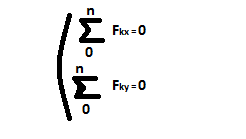 n
∑ Fkx = 0
0
n
∑ Fky = 0
0